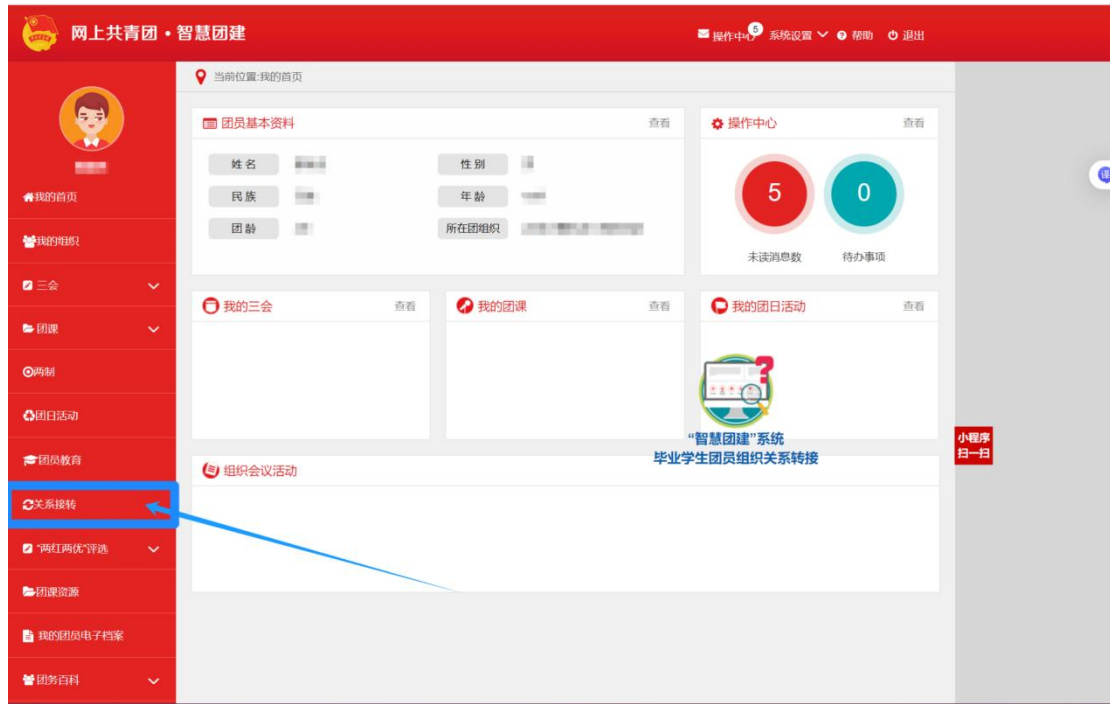 网上共青团·智慧团建
操作中心 5 系统设置 帮助 退出
当前位置:我的首页
我的首页
我的组织
三会
团课
两制
团日活动
团员教育
关系接转
“两红两优”评选
团课资源
我的团员电子档案
团务百科
团员基本资料 查看
姓名 性别
民族 年龄
团龄 所在团组织
操作中心 查看
5 0
未读消息数 待办事项
我的三会 查看
我的团课 查看
我的团日活动 查看
“智慧团建”系统
毕业学生团员组织关系转接
组织会议活动
小程序
扫一扫
译